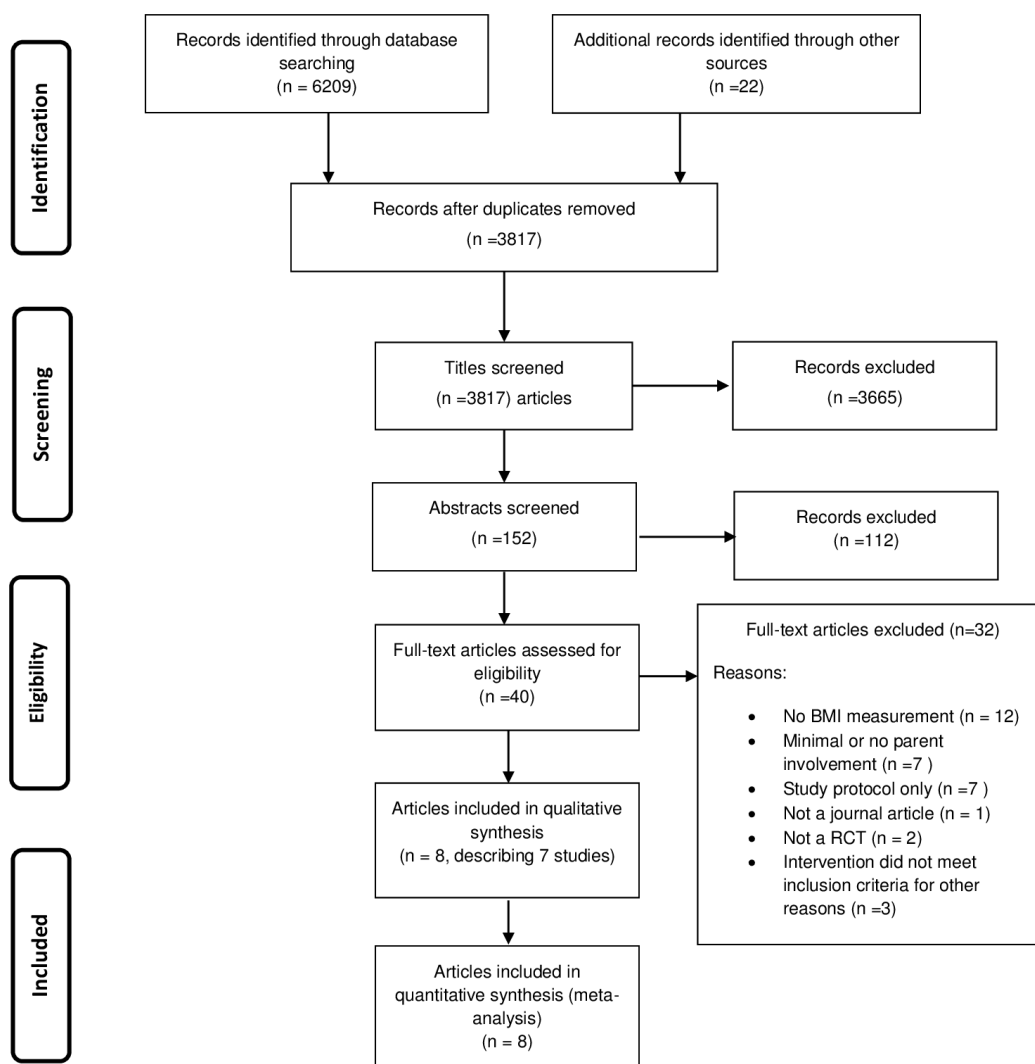 Identification
Records identified through database
searching
(n = 6209)
Additional records identified through other
sources
(n =22)
Records after duplicates removed
(n =3817)
Screening
Titles screened
(n =3817) articles
Records excluded
(n =3665)
Abstracts screened
(n =152)
Records excluded
(n =112)
Eligibility
Full-text articles assessed for
eligibility
(n =40)
Full-text articles excluded (n=32)
Reasons:
• No BMI measurement (n = 12)
• Minimal or no parent
involvement (n =7 )
• Study protocol only (n =7 )
• Not a journal article (n = 1)
• Not a RCT (n = 2)
• Intervention did not meet
inclusion criteria for other
reasons (n =3)
Articles included in qualitative
synthesis
(n = 8, describing 7 studies)
Included
Articles included in
quantitative synthesis (meta-
analysis)
(n = 8)